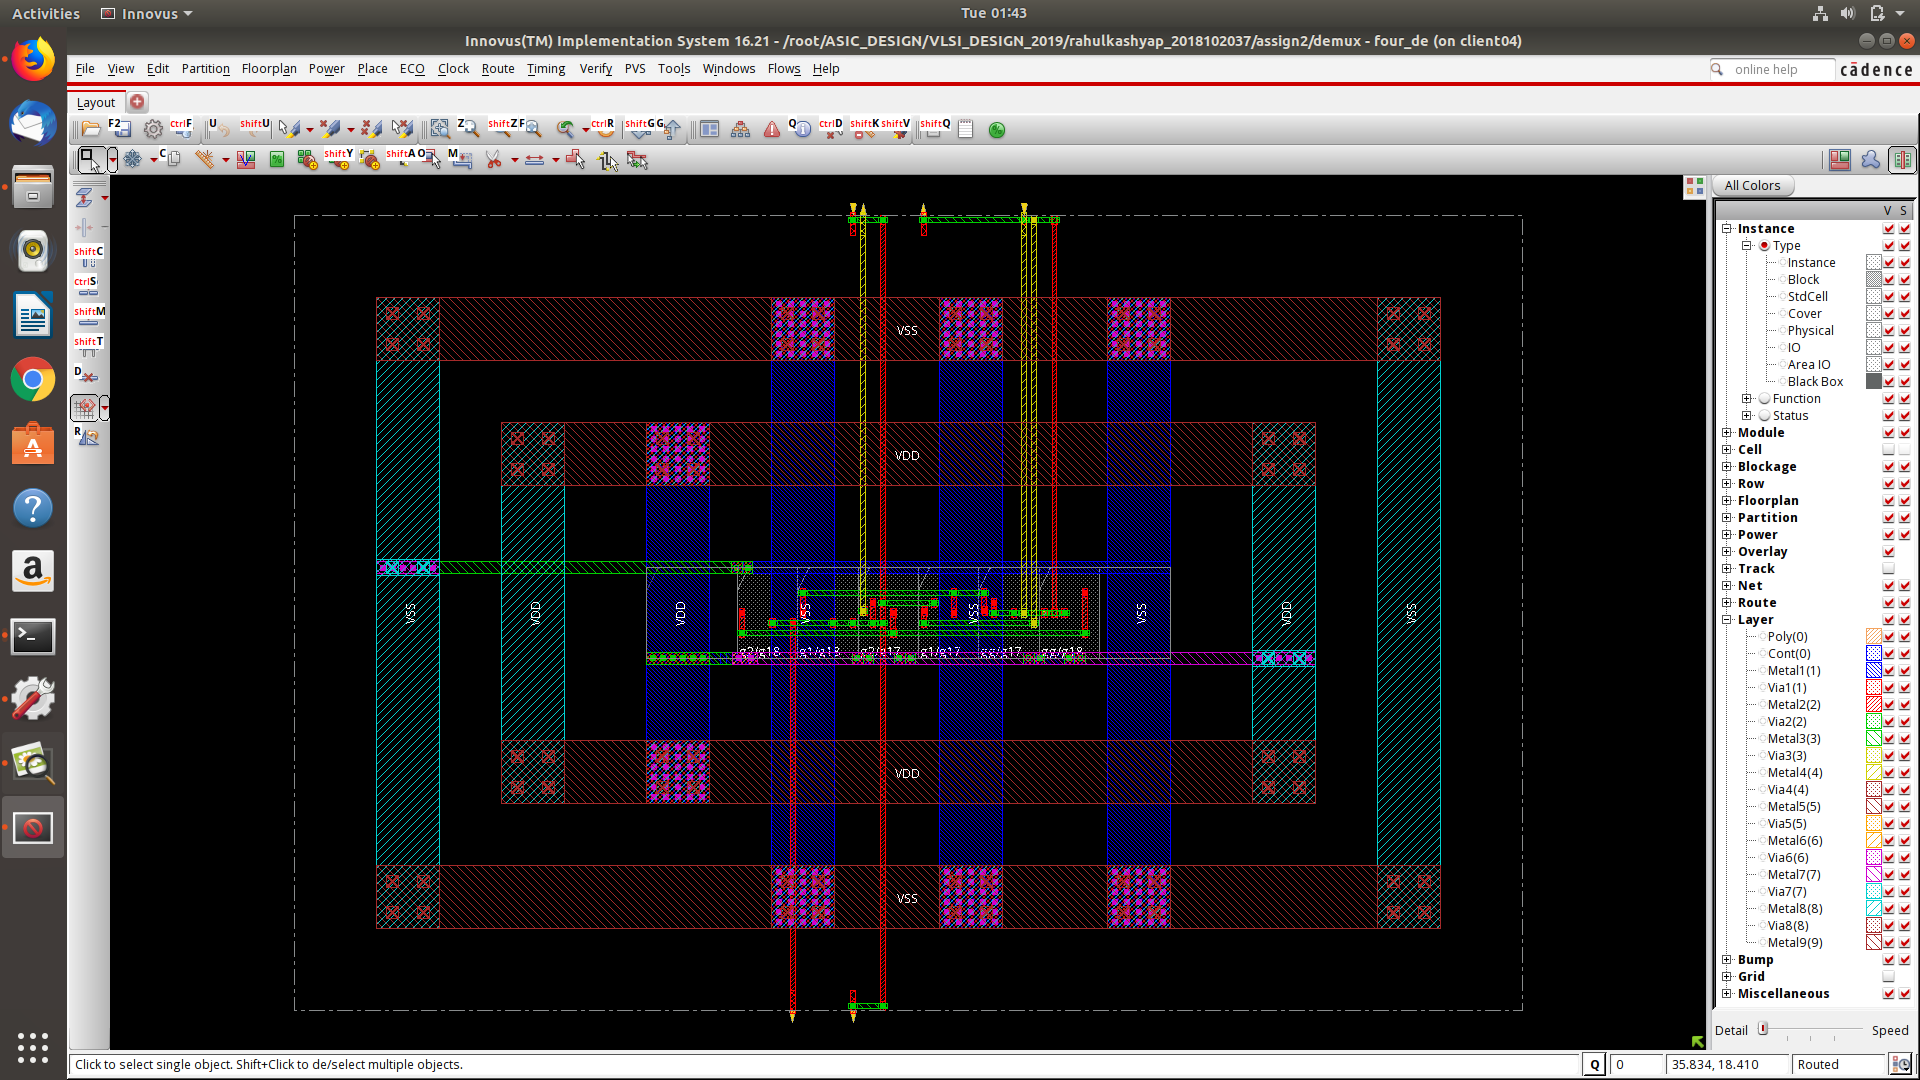 Activities Innovus Tue 01:43
Innovus(TM) Implementation System 16.21 - /root/ASIC_DESIGN/VLSI_DESIGN_2019/rahulkashyap_2018102037/assign2/demux - four_de (on client04)
File View Edit Partition Floorplan Power Place ECO Clock Route Timing Verify PVS Tools Windows Flows Help online help cādence
Layout
F2 CtrlF U ShiftU Z ShiftZ F CtrlR ShiftG G Q CtrlD ShiftK ShiftV ShiftQ
C ShiftY ShiftA O M
ShiftC
CtrlS
ShiftM
ShiftT
D
R
VSS
VDD
VSS VDD VDD VSS VSS VSS VDD VSS
g2/g18 g1/g18 g2/g17 g1/g17 gg/g17 gg/g18
VDD
VSS
All Colors
V S
Instance
Type
Instance
Block
StdCell
Cover
Physical
IO
Area IO
Black Box
Function
Status
Module
Cell
Blockage
Row
Floorplan
Partition
Power
Overlay
Track
Net
Route
Layer
Poly(0)
Cont(0)
Metal1(1)
Via1(1)
Metal2(2)
Via2(2)
Metal3(3)
Via3(3)
Metal4(4)
Via4(4)
Metal5(5)
Via5(5)
Metal6(6)
Via6(6)
Metal7(7)
Via7(7)
Metal8(8)
Via8(8)
Metal9(9)
Bump
Grid
Miscellaneous
Detail Speed
Click to select single object. Shift+Click to de/select multiple objects. Q 0 35.834, 18.410 Routed